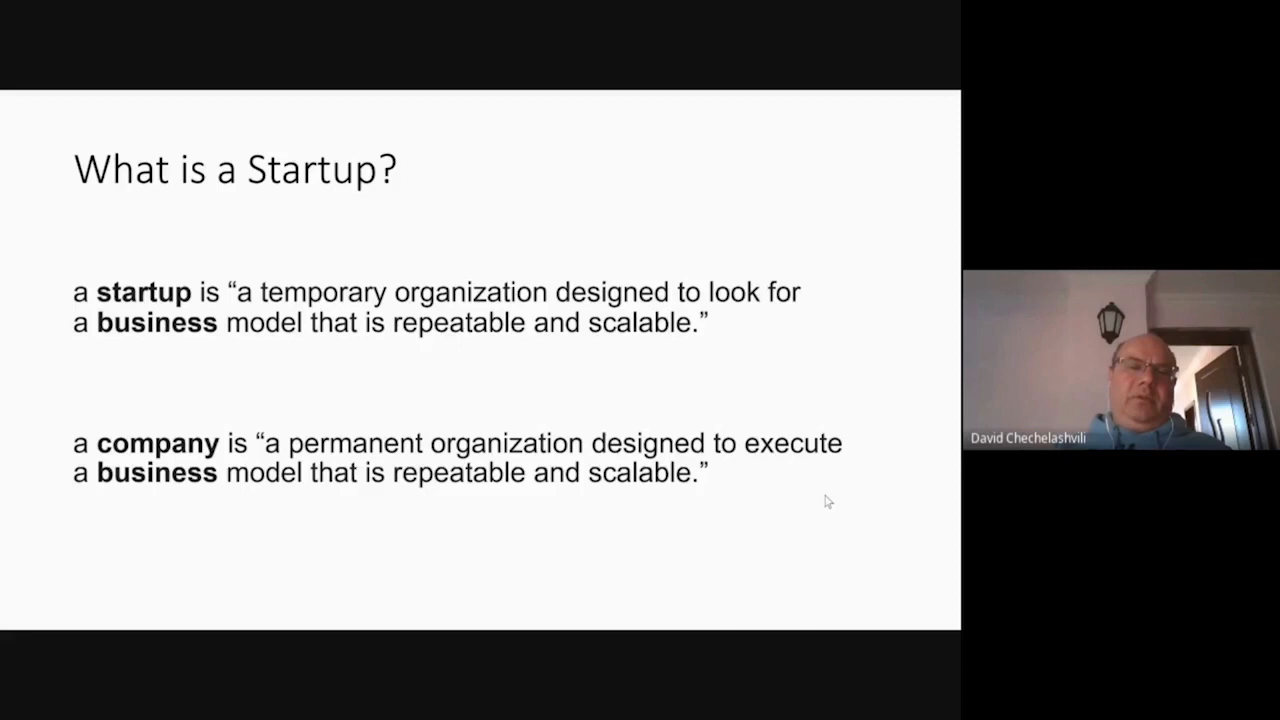 What is a Startup?
a startup is “a temporary organization designed to look for
a business model that is repeatable and scalable.”
a company is “a permanent organization designed to execute
a business model that is repeatable and scalable.”
David Chechelashvili